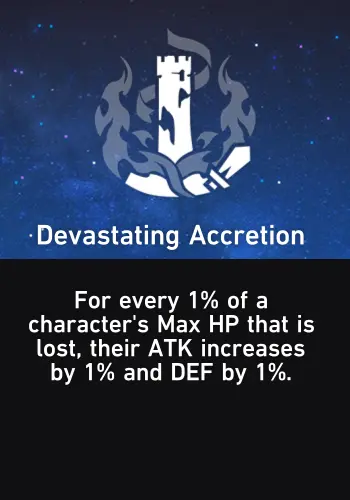 Devastating Accretion
For every 1% of a
character's Max HP that is
lost, their ATK increases
by 1% and DEF by 1%.